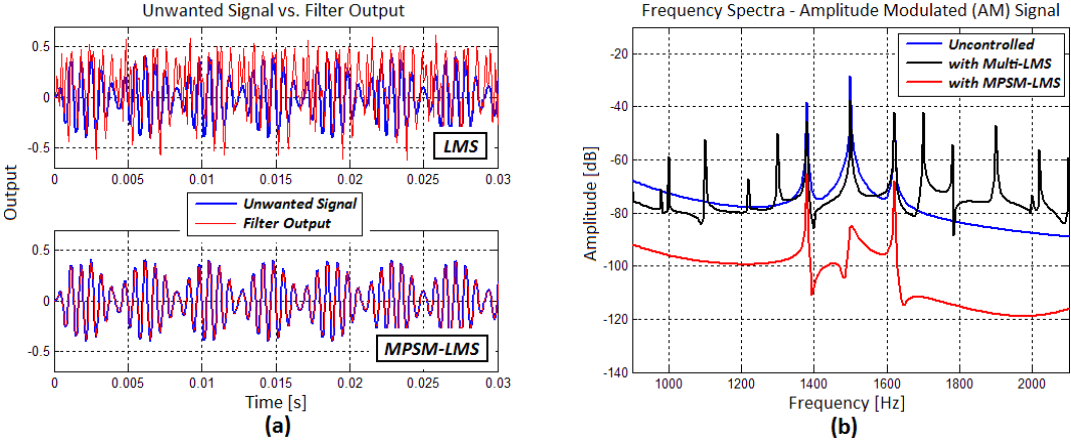 Unwanted Signal vs. Filter Output
0.5
0
-0.5
LMS
0 0.005 0.01 0.015 0.02 0.025 0.03
Output
Unwanted Signal
Filter Output
0.5
0
-0.5
MPSM-LMS
0 0.005 0.01 0.015 0.02 0.025 0.03
Time [s]
(a)
Frequency Spectra - Amplitude Modulated (AM) Signal
Uncontrolled
with Multi-LMS
with MPSM-LMS
-20
-40
-60
-80
-100
-120
-140
Amplitude [dB]
1000 1200 1400 1600 1800 2000
Frequency [Hz]
(b)